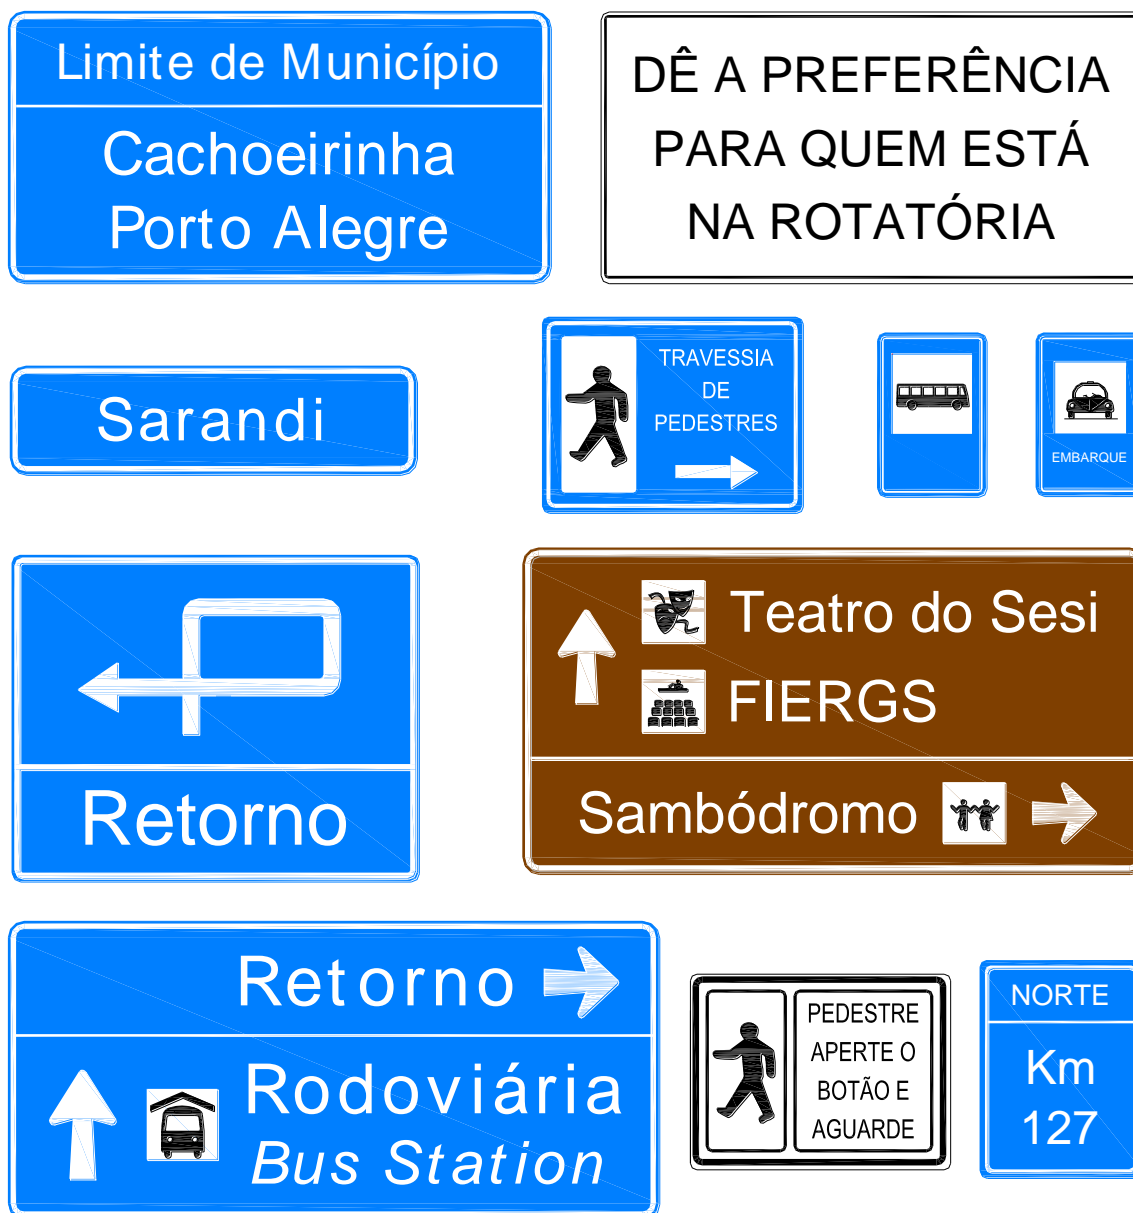 Limite de Município
Cachoeirinha
Porto Alegre
DÊ A PREFERÊNCIA
PARA QUEM ESTÁ
NA ROTATÓRIA
Sarandi
TRAVESSIA
DE
PEDESTRES
EMBARQUE
Retorno
Teatro do Sesi
FIERGS
Sambódromo
Retorno
Rodoviária
Bus Station
PEDESTRE
APERTE O
BOTÃO E
AGUARDE
NORTE
Km
127